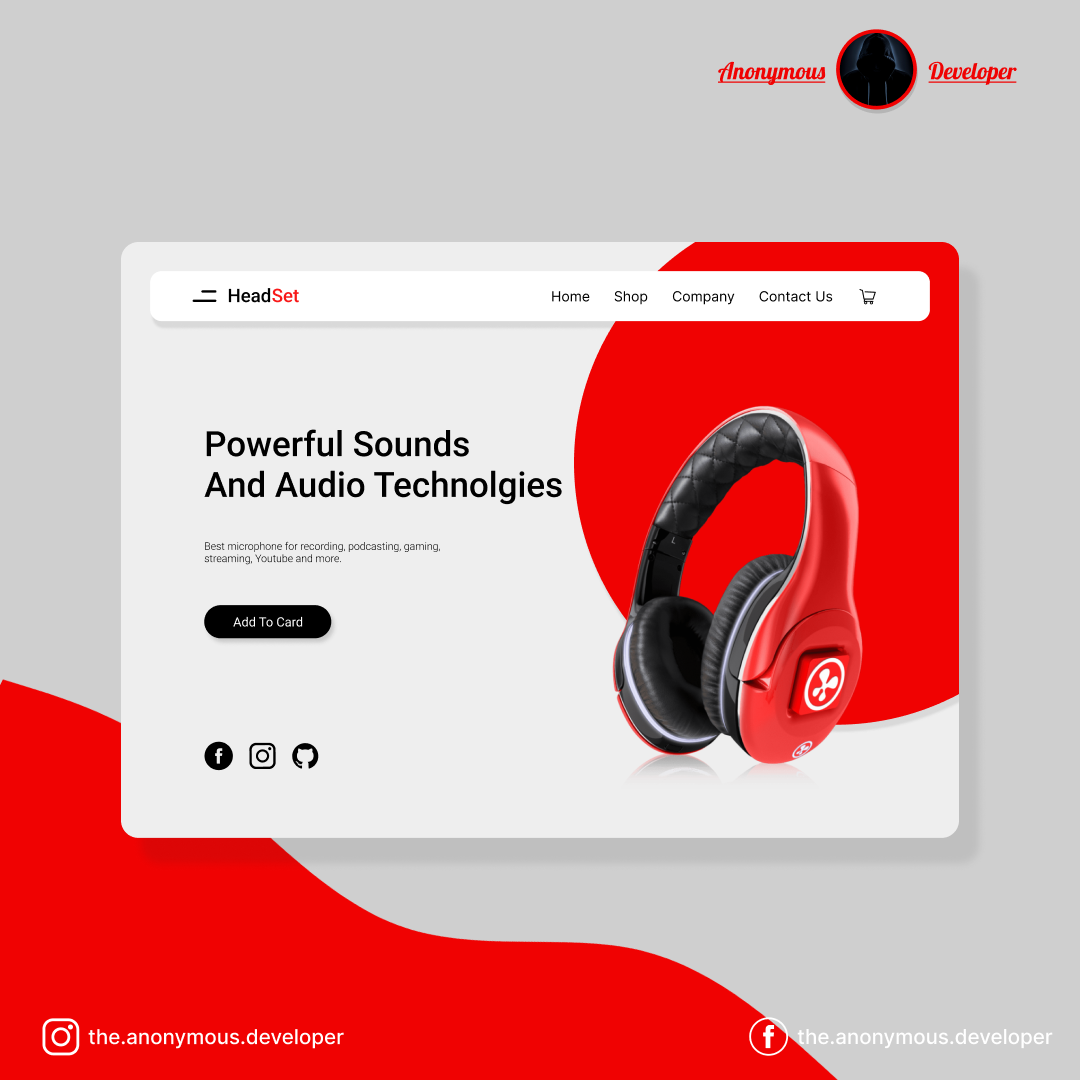 Anonymous Developer
HeadSet Home Shop Company Contact Us
Powerful Sounds
And Audio Technolgies
Best microphone for recording, podcasting, gaming,
streaming, Youtube and more.
L
Add To Card
the.anonymous.developer the.anonymous.developer